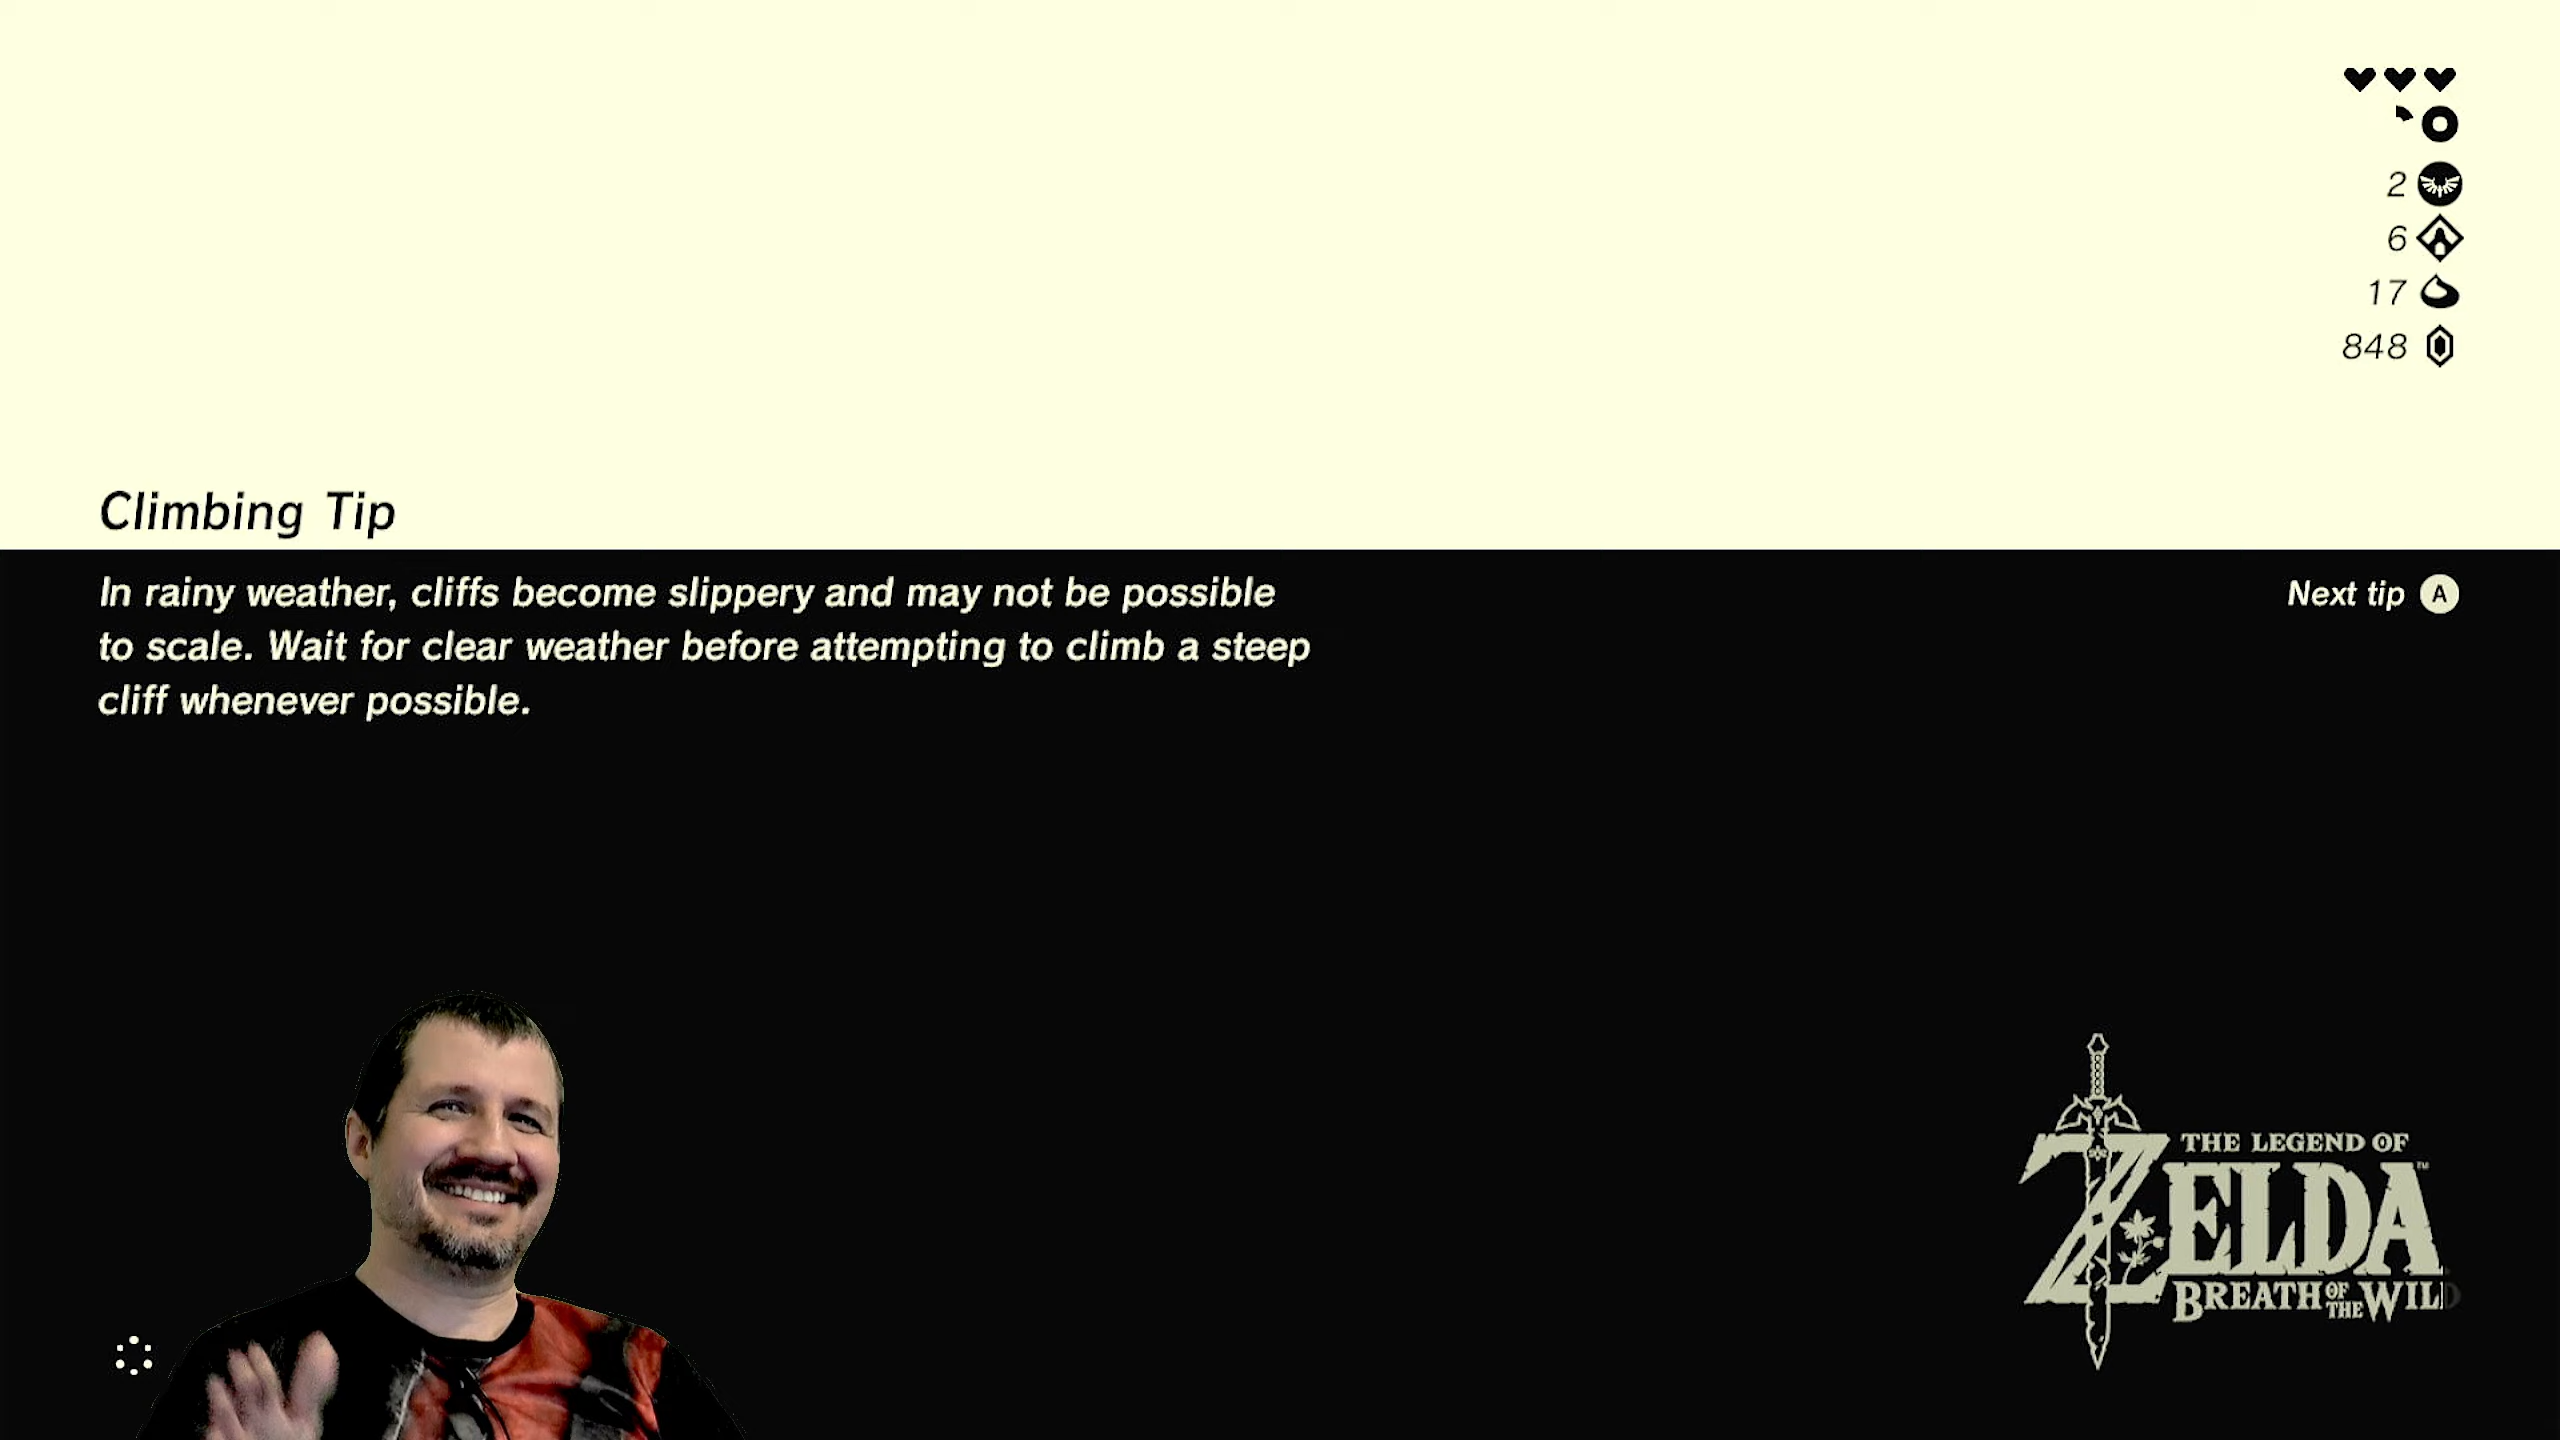 2
6
17
848
Climbing Tip
In rainy weather, cliffs become slippery and may not be possible
to scale. Wait for clear weather before attempting to climb a steep
cliff whenever possible.
Next tip A
THE LEGEND OF
ZELDA™
BREATH OF THE WILD